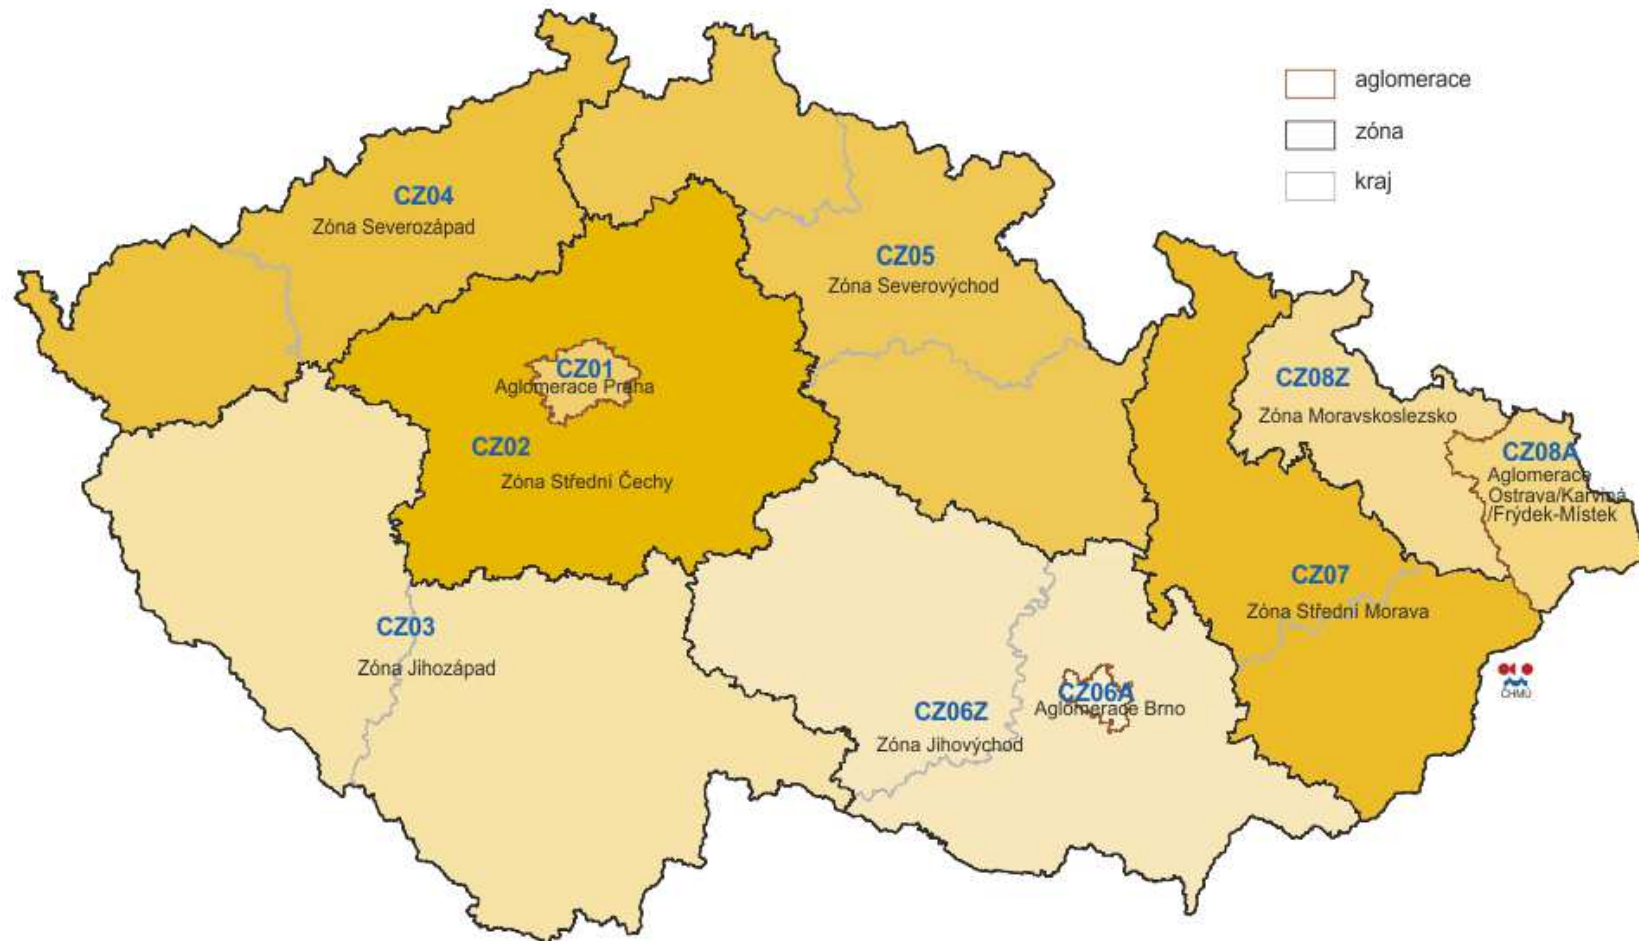 aglomerace
zóna
kraj
CZ04
Zóna Severozápad
CZ05
Zóna Severovýchod
CZ01
Aglomerace Praha
CZ02
Zóna Střední Čechy
CZ08Z
Zóna Moravskoslezsko
CZ08A
Aglomerace
Ostrava/Karviná
/Frýdek-Místek
CZ07
Zóna Střední Morava
CZ03
Zóna Jihozápad
CZ06Z
Zóna Jihovýchod
CZ06A
Aglomerace Brno
ČHMÚ